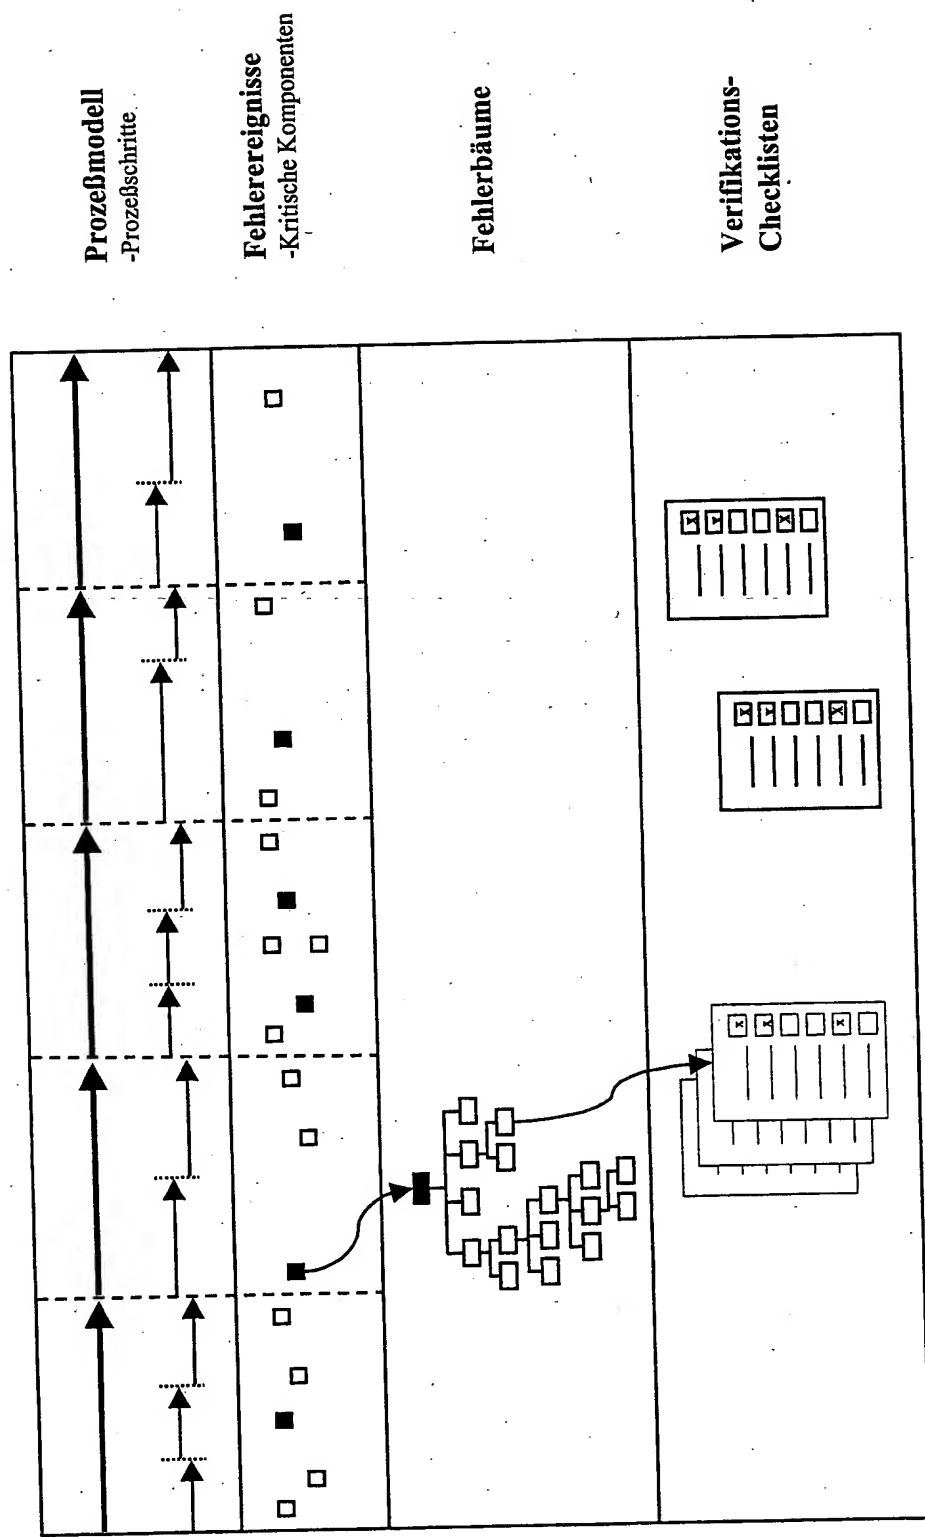 Prozeßmodell
-Prozeßschritte
Fehlerereignisse
-Kritische Komponenten
Fehlerbäume
Verifikations-
Checklisten